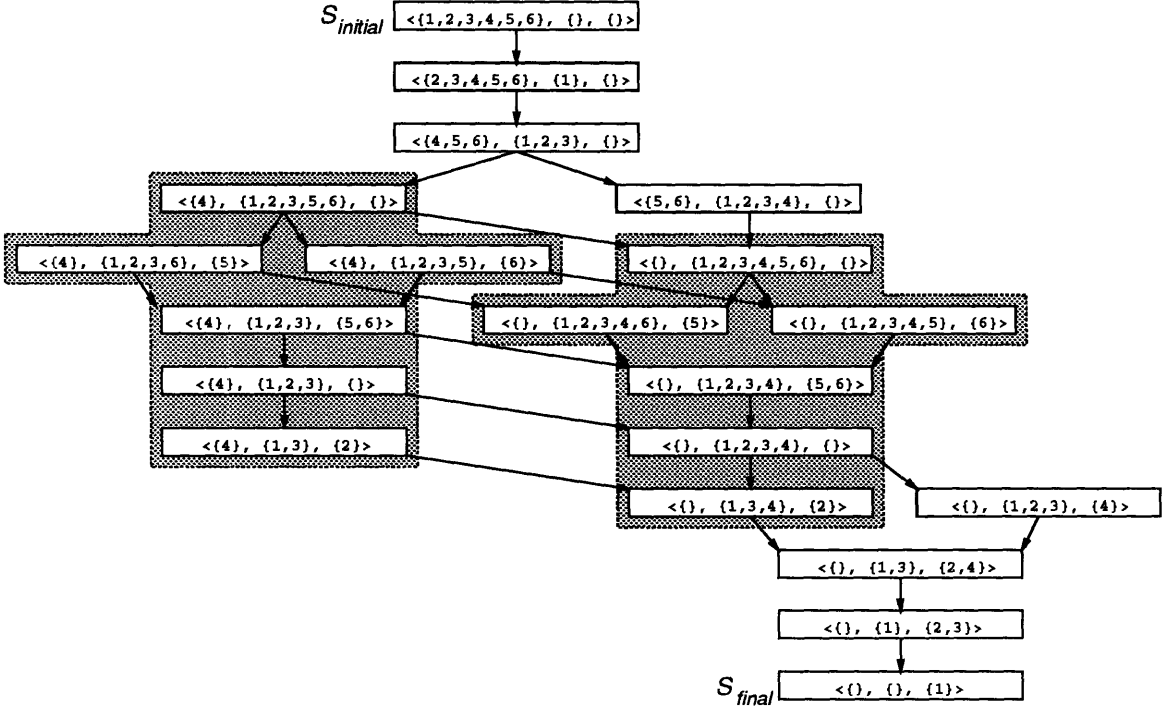 S initial
<{1,2,3,4,5,6}, {}, {}>
<{2,3,4,5,6}, {1}, {}>
<{4,5,6}, {1,2,3}, {}>
<{4}, {1,2,3,5,6}, {}>
<{5,6}, {1,2,3,4}, {}>
<{4}, {1,2,3,6}, {5}>
<{4}, {1,2,3,5}, {6}>
<{}, {1,2,3,4,5,6}, {}>
<{4}, {1,2,3}, {5,6}>
<{}, {1,2,3,4,6}, {5}>
<{}, {1,2,3,4,5}, {6}>
<{4}, {1,2,3}, {}>
<{}, {1,2,3,4}, {5,6}>
<{4}, {1,3}, {2}>
<{}, {1,2,3,4}, {}>
<{}, {1,3,4}, {2}>
<{}, {1,2,3}, {4}>
<{}, {1,3}, {2,4}>
<{}, {1}, {2,3}>
S final
<{}, {}, {1}>